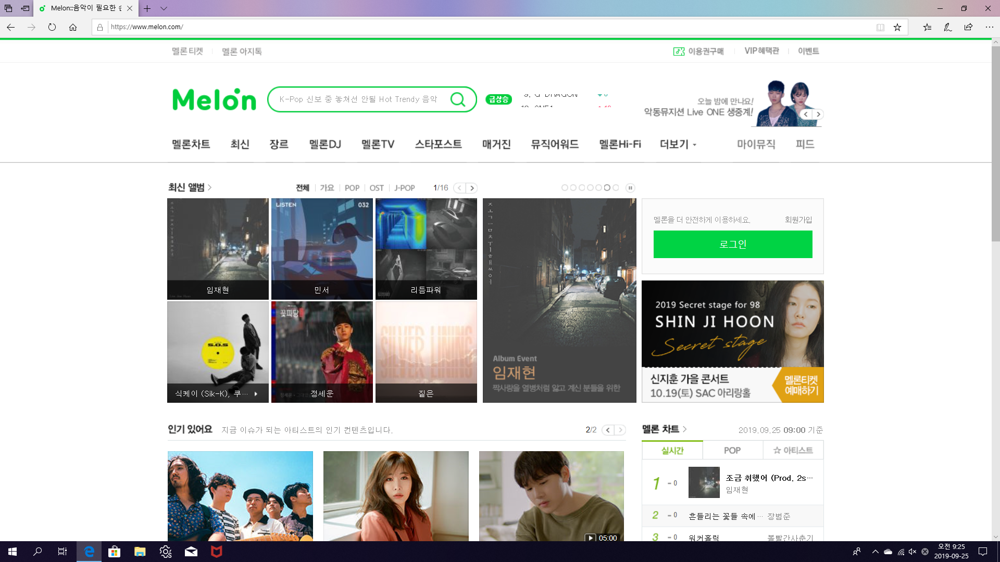 Melon::음악이 필요한 순
https://www.melon.com/
멜론티켓
멜론 아지톡
이용권구매
VIP혜택관
이벤트
Melon
K-Pop 신보 중 놓쳐선 안될 Hot Trendy 음악
급상승
9. G-DRAGON
6
오늘 밤에 만나요!
악동뮤지션 Live ONE 생중계!
멜론차트
최신
장르
멜론DJ
멜론TV
스타포스트
매거진
뮤직어워드
멜론Hi-Fi
더보기
마이뮤직
피드
최신 앨범
전체
가요
POP
OST
J-POP
1/16
LISTEN
032
임재현
민서
리듬파워
S.O.S
꽃파당
SILVER LINING
SILVER LINING
식케이 (Sik-K), 쿠…
정세운
짙은
Album Event
임재현
짝사랑을 열병처럼 앓고 계신 분들을 위한
멜론을 더 안전하게 이용하세요.
회원가입
로그인
2019 Secret stage for 98
SHIN JI HOON
Secret stage
신지훈 가을 콘서트
10.19(토) SAC 아리랑홀
멜론티켓
예매하기
인기 있어요
지금 이슈가 되는 아티스트의 인기 컨텐츠입니다.
2/2
05:00
멜론 차트
2019.09.25 09:00 기준
실시간
POP
☆ 아티스트
1
0
조금 취했어 (Prod. 2s…
임재현
2
0
흔들리는 꽃들 속에…
장범준
3
0
워커홀릭
볼빨간사춘기
오전 9:25
2019-09-25